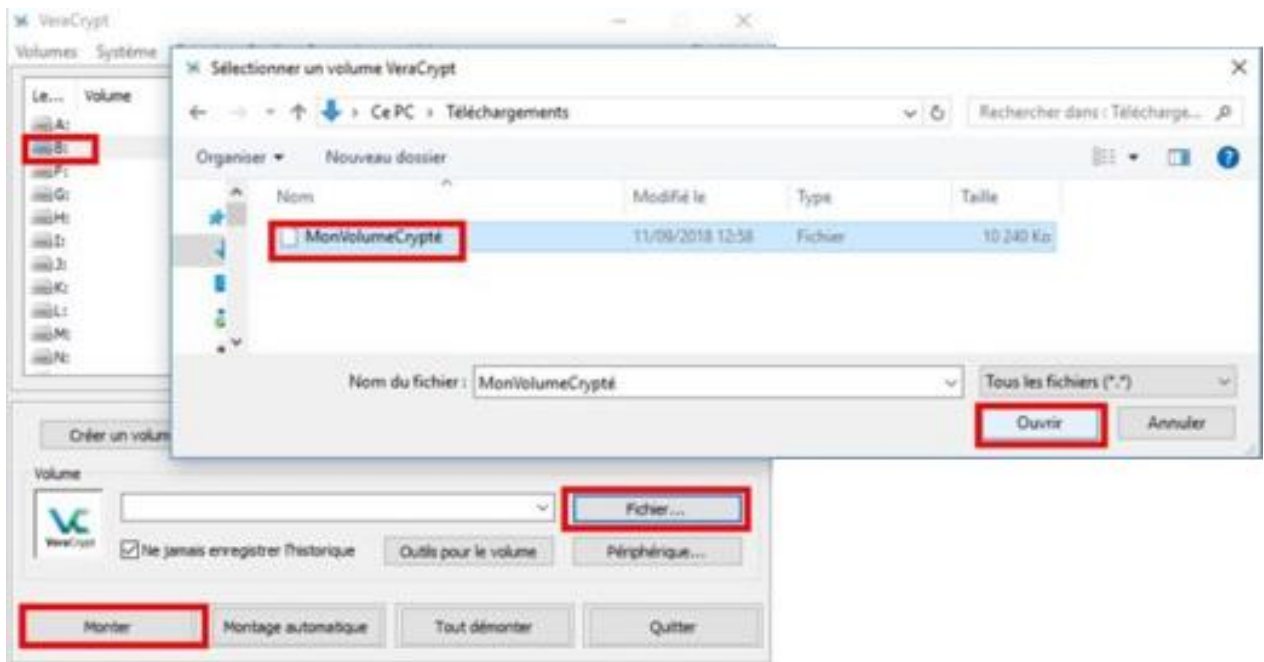 VeraCrypt
Volumes Système
Sélectionner un volume VeraCrypt
Ce PC › Téléchargements
Rechercher dans : Télécharge...
Organiser Nouveau dossier
Le... Volume
A:
B:
F:
G:
H:
I:
J:
K:
L:
M:
N:
Nom Modifié le Type Taille
MonVolumeCrypté 11/09/2018 12:58 Fichier 10 240 Ko
Nom du fichier : MonVolumeCrypté Tous les fichiers (*.*)
Ouvrir Annuler
Créer un volum
Volume
VeraCrypt
Fichier...
Ne jamais enregistrer l'historique Outils pour le volume Périphérique...
Monter Montage automatique Tout démonter Quitter